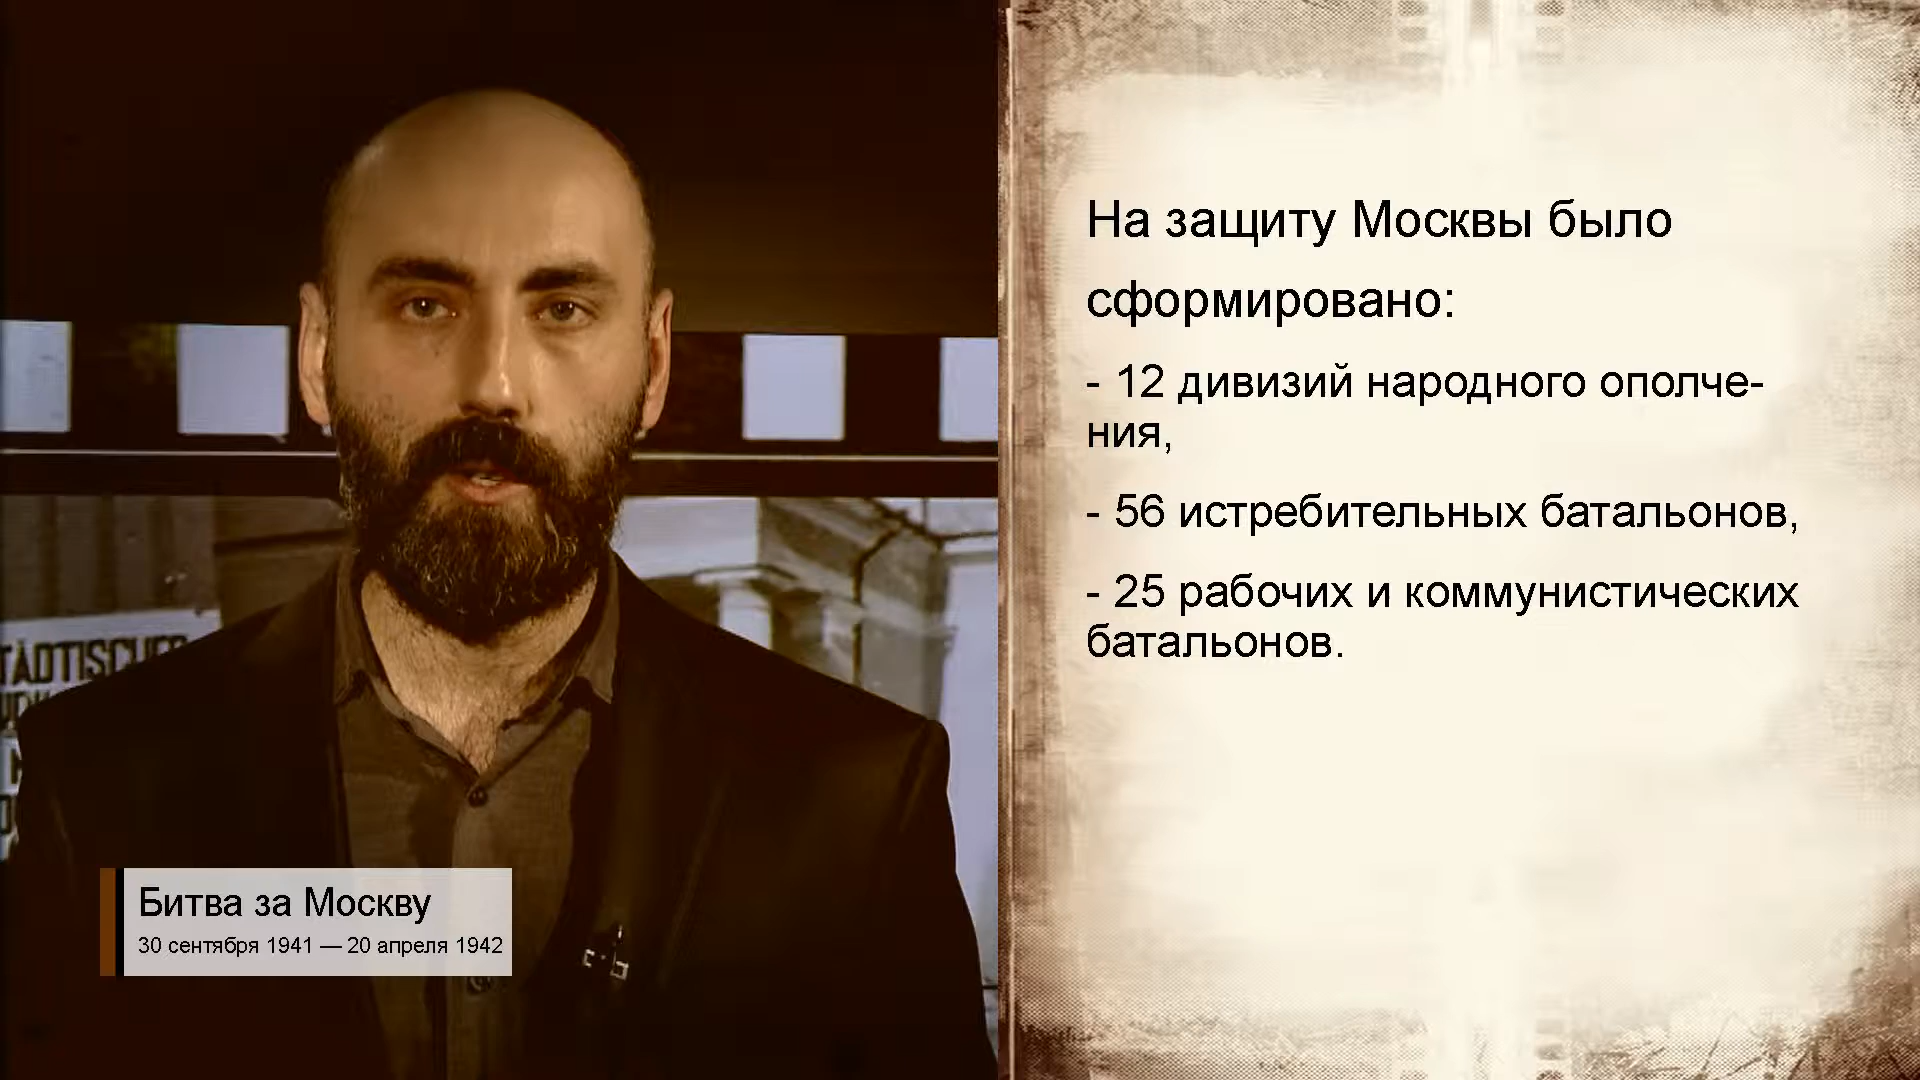 На защиту Москвы было
сформировано:
- 12 дивизий народного ополче-
ния,
- 56 истребительных батальонов,
- 25 рабочих и коммунистических
батальонов.
TÄDTISCHES
Битва за Москву
30 сентября 1941 — 20 апреля 1942